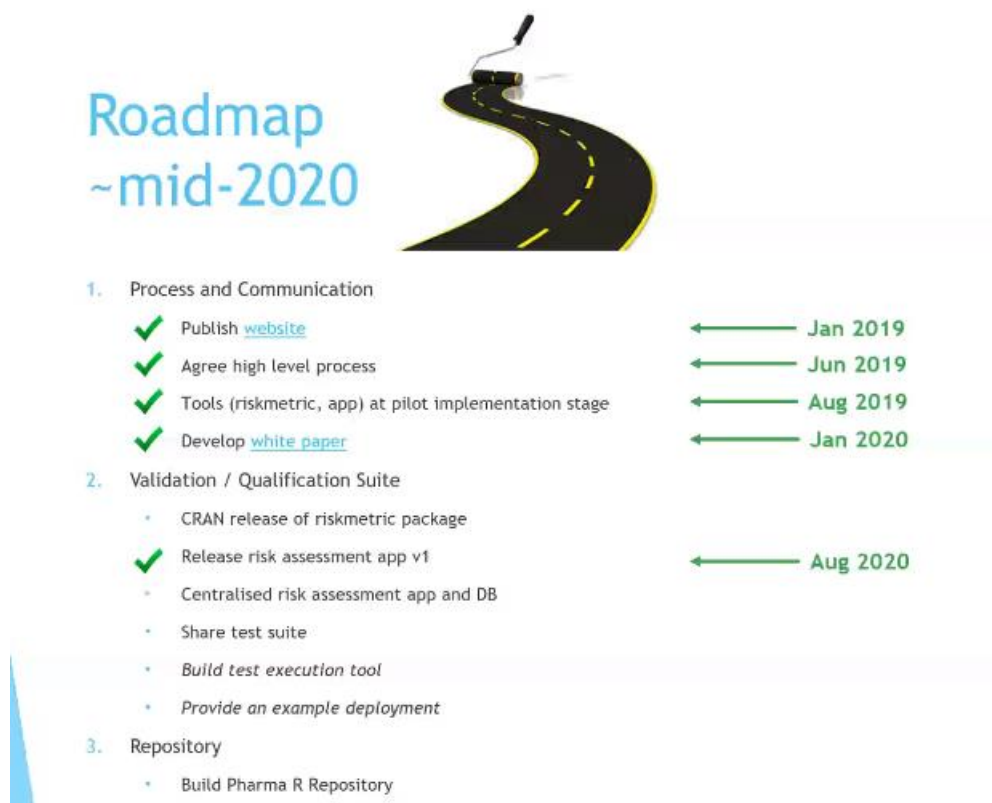 Roadmap
~mid-2020
1. Process and Communication
Publish website Jan 2019
Agree high level process Jun 2019
Tools (riskmetric, app) at pilot implementation stage Aug 2019
Develop white paper Jan 2020
2. Validation / Qualification Suite
• CRAN release of riskmetric package
Release risk assessment app v1 Aug 2020
• Centralised risk assessment app and DB
• Share test suite
• Build test execution tool
• Provide an example deployment
3. Repository
• Build Pharma R Repository